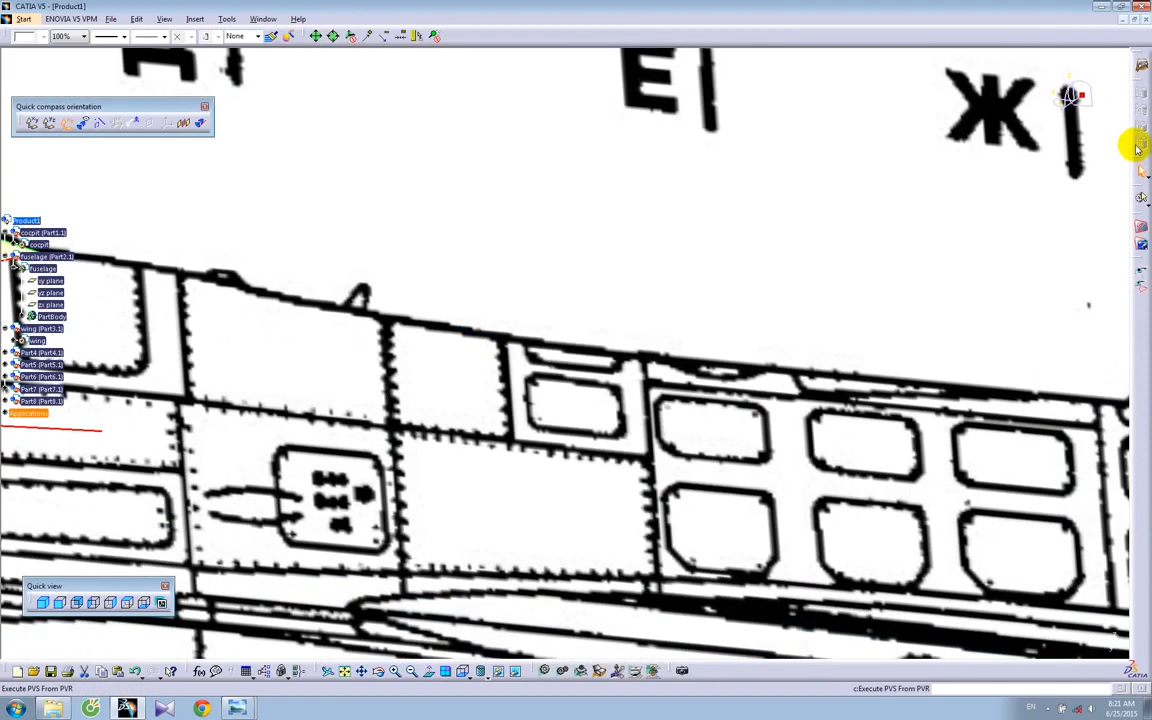 CATIA V5 - [Product1]
Start
ENOVIA V5 VPM
File
Edit
View
Insert
Tools
Window
Help
100%
None
Е
Ж
Quick compass orientation
Product1
cocpit (Part1.1)
cocpit
fuselage (Part2.1)
fuselage
xy plane
yz plane
zx plane
PartBody
wing (Part3.1)
wing
Part4 (Part4.1)
Part5 (Part5.1)
Part6 (Part6.1)
Part7 (Part7.1)
Part8 (Part8.1)
Applications
Quick view
CATIA
Execute PVS From PVR
c:Execute PVS From PVR
EN
8:21 AM
6/25/2015